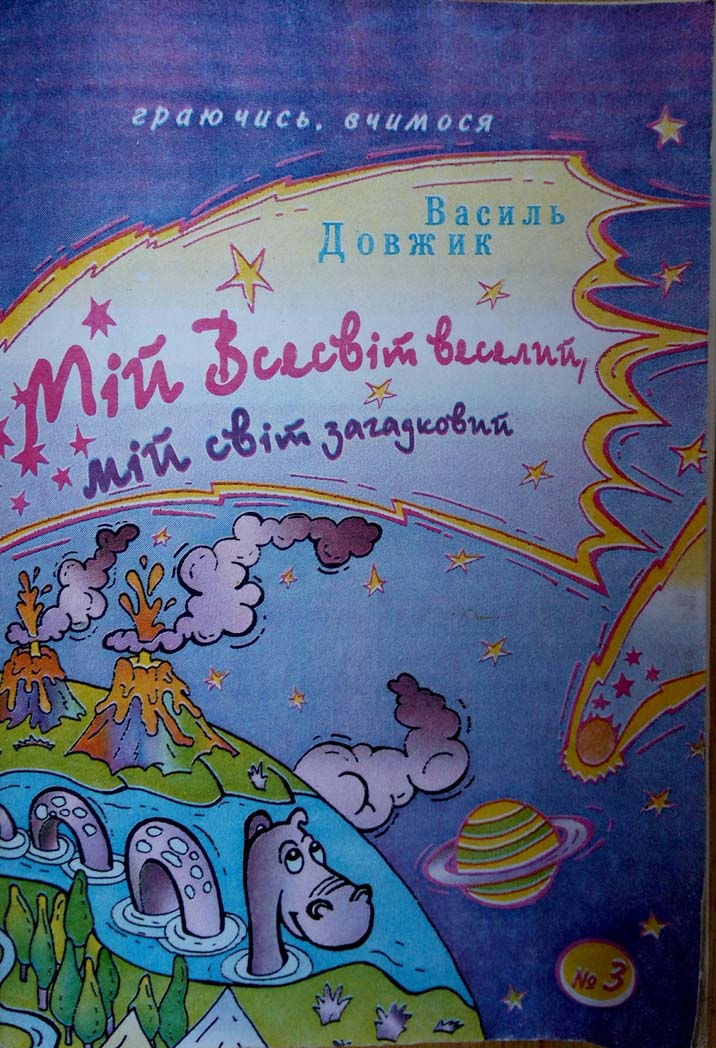 граючись, вчимося
Василь
Довжик
Мій Всесвіт веселий,
мій світ загадковий
№ 3